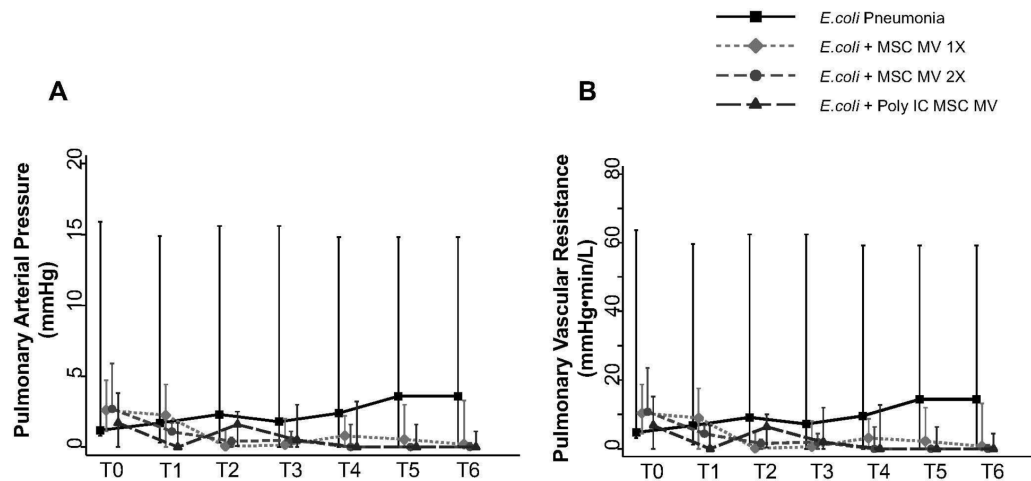 E.coli Pneumonia
E.coli + MSC MV 1X
E.coli + MSC MV 2X
E.coli + Poly IC MSC MV
A
Pulmonary Arterial Pressure
(mmHg)
20
15
10
5
0
T0 T1 T2 T3 T4 T5 T6
B
Pulmonary Vascular Resistance
(mmHg•min/L)
80
60
40
20
0
T0 T1 T2 T3 T4 T5 T6